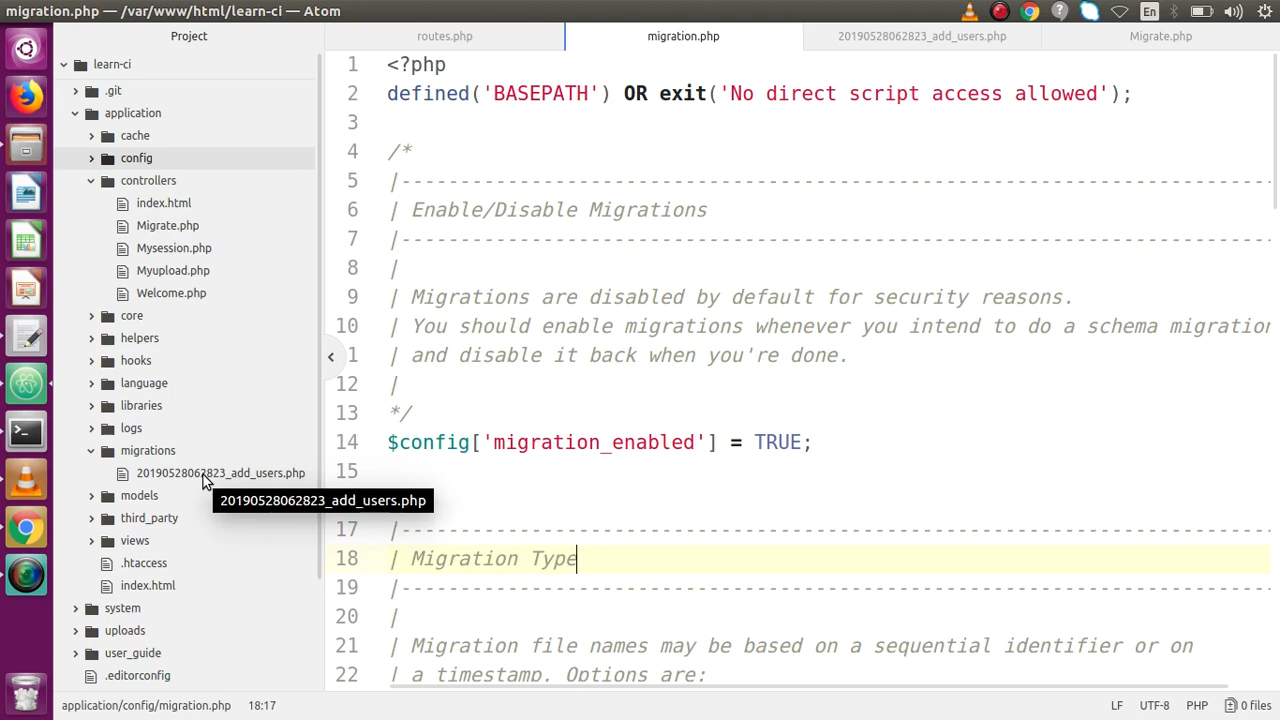 migration.php — /var/www/html/learn-ci — Atom
En
Project
routes.php
migration.php
20190528062823_add_users.php
Migrate.php
learn-ci
.git
application
cache
config
controllers
index.html
Migrate.php
Mysession.php
Myupload.php
Welcome.php
core
helpers
hooks
language
libraries
logs
migrations
20190528062823_add_users.php
20190528062823_add_users.php
models
third_party
views
.htaccess
index.html
system
uploads
user_guide
.editorconfig
1 <?php
2 defined('BASEPATH') OR exit('No direct script access allowed');
3
4 /*
5 |--------------------------------------------------------------------------
6 | Enable/Disable Migrations
7 |--------------------------------------------------------------------------
8 |
9 | Migrations are disabled by default for security reasons.
10 | You should enable migrations whenever you intend to do a schema migration
1 | and disable it back when you're done.
12 |
13 */
14 $config['migration_enabled'] = TRUE;
15
17 |--------------------------------------------------------------------------
18 | Migration Type
19 |--------------------------------------------------------------------------
20 |
21 | Migration file names may be based on a sequential identifier or on
22 | a timestamp. Options are:
application/config/migration.php 18:17
LF UTF-8 PHP 0 files